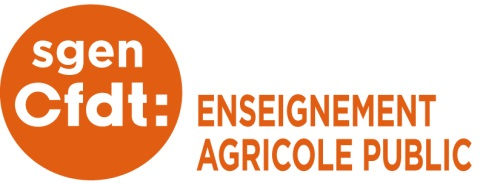 sgen
Cfdt:
ENSEIGNEMENT
AGRICOLE PUBLIC